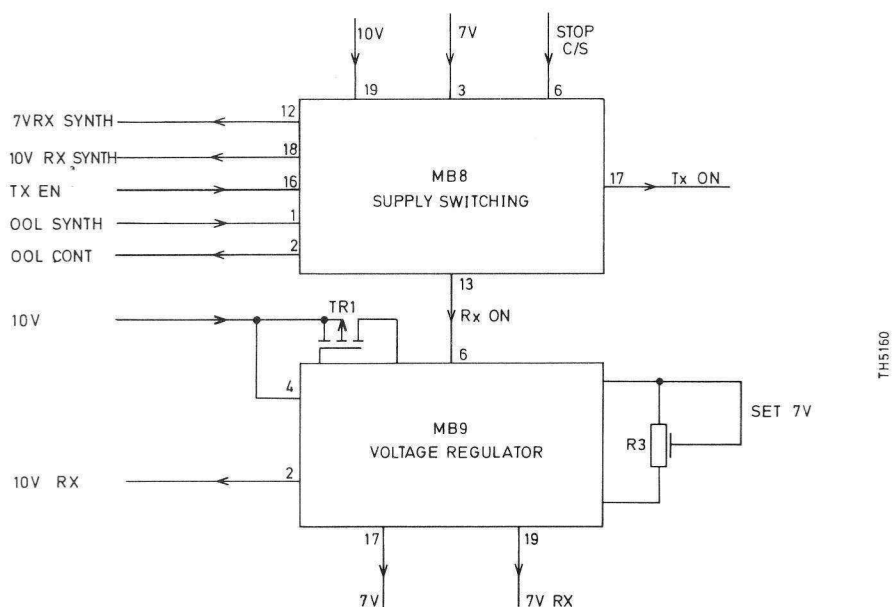 10V
7V
STOP
C/S
19
3
6
7VRX SYNTH
12
10V RX SYNTH
18
TX EN
16
OOL SYNTH
1
OOL CONT
2
MB8
SUPPLY SWITCHING
17
Tx ON
13
Rx ON
10V
TR1
6
4
MB9
VOLTAGE REGULATOR
R3
SET 7V
10V RX
2
17
19
7V
7V RX
TH5160